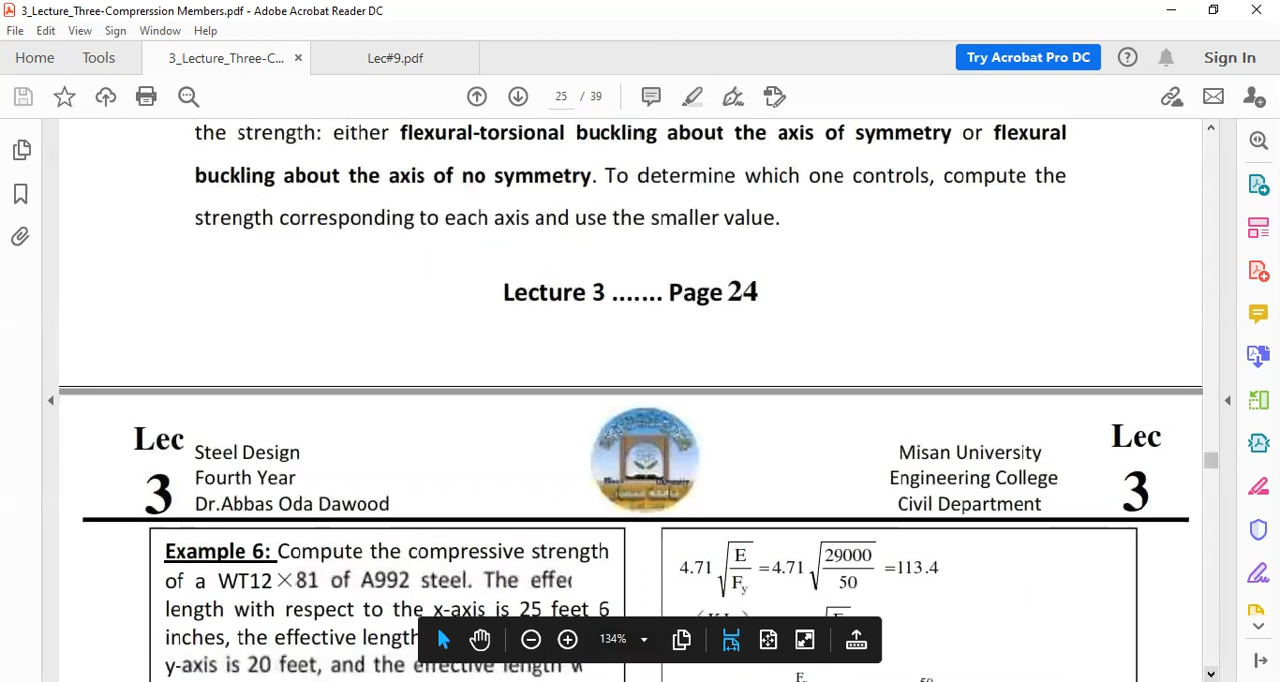 3_Lecture_Three-Comprerssion Members.pdf - Adobe Acrobat Reader DC
File Edit View Sign Window Help
Home Tools 3_Lecture_Three-C... × Lec#9.pdf Try Acrobat Pro DC Sign In
25 / 39
the strength: either flexural-torsional buckling about the axis of symmetry or flexural
buckling about the axis of no symmetry. To determine which one controls, compute the
strength corresponding to each axis and use the smaller value.
Lecture 3 ....... Page 24
Lec
3
Steel Design
Fourth Year
Dr.Abbas Oda Dawood
Misan University
Engineering College
Civil Department
Lec
3
Example 6: Compute the compressive strength
of a WT12×81 of A992 steel. The effec
length with respect to the x-axis is 25 feet 6
inches, the effective length
y-axis is 20 feet, and the effective length w
4.71 √(E/Fy) = 4.71 √(29000/50) = 113.4
134%